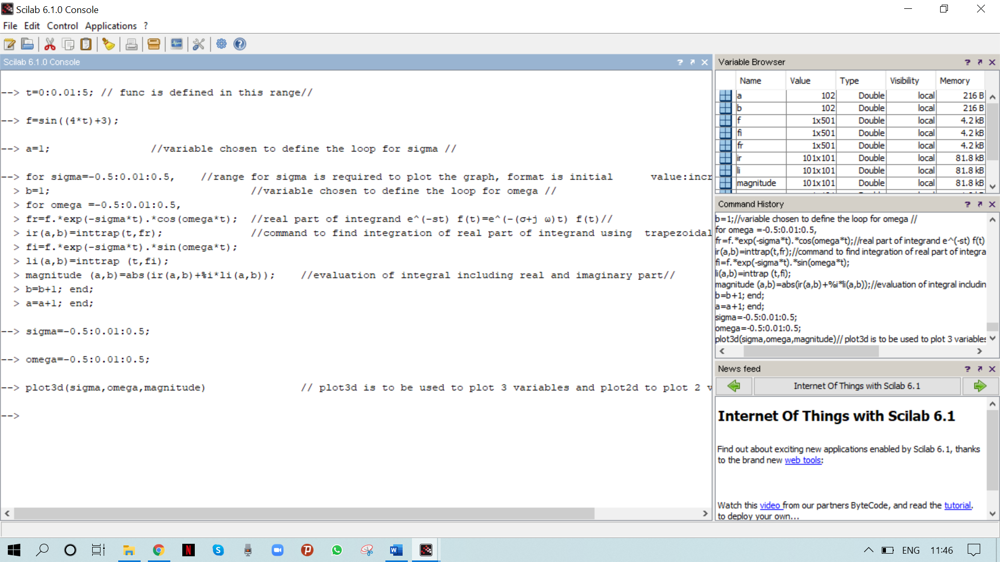 Scilab 6.1.0 Console
File Edit Control Applications ?
Scilab 6.1.0 Console
--> t=0:0.01:5; // func is defined in this range//
--> f=sin((4*t)+3);
--> a=1; //variable chosen to define the loop for sigma //
--> for sigma=-0.5:0.01:0.5, //range for sigma is required to plot the graph, format is initial value:incr
> b=1; //variable chosen to define the loop for omega //
> for omega =-0.5:0.01:0.5,
> fr=f.*exp(-sigma*t).*cos(omega*t); //real part of integrand e^(-st) f(t)=e^(-(σ+j ω)t) f(t)//
> ir(a,b)=inttrap(t,fr); //command to find integration of real part of integrand using trapezoidal
> fi=f.*exp(-sigma*t).*sin(omega*t);
> li(a,b)=inttrap (t,fi);
> magnitude (a,b)=abs(ir(a,b)+%i*li(a,b)); //evaluation of integral including real and imaginary part//
> b=b+1; end;
> a=a+1; end;
--> sigma=-0.5:0.01:0.5;
--> omega=-0.5:0.01:0.5;
--> plot3d(sigma,omega,magnitude) // plot3d is to be used to plot 3 variables and plot2d to plot 2 v
-->
Variable Browser
Name Value Type Visibility Memory
a 102 Double local 216 B
b 102 Double local 216 B
f 1x501 Double local 4.2 kB
fi 1x501 Double local 4.2 kB
fr 1x501 Double local 4.2 kB
ir 101x101 Double local 81.8 kB
li 101x101 Double local 81.8 kB
magnitude 101x101 Double local 81.8 kB
Command History
b=1;//variable chosen to define the loop for omega //
for omega =-0.5:0.01:0.5,
fr=f.*exp(-sigma*t).*cos(omega*t);//real part of integrand e^(-st) f(t)
ir(a,b)=inttrap(t,fr);//command to find integration of real part of integra
fi=f.*exp(-sigma*t).*sin(omega*t);
li(a,b)=inttrap (t,fi);
magnitude (a,b)=abs(ir(a,b)+%i*li(a,b));//evaluation of integral includin
b=b+1; end;
a=a+1; end;
sigma=-0.5:0.01:0.5;
omega=-0.5:0.01:0.5;
plot3d(sigma,omega,magnitude)// plot3d is to be used to plot 3 variables
News feed
Internet Of Things with Scilab 6.1
Internet Of Things with Scilab 6.1
Find out about exciting new applications enabled by Scilab 6.1, thanks
to the brand new web tools:
Watch this video from our partners ByteCode, and read the tutorial.
to deploy your own...
ENG 11:46